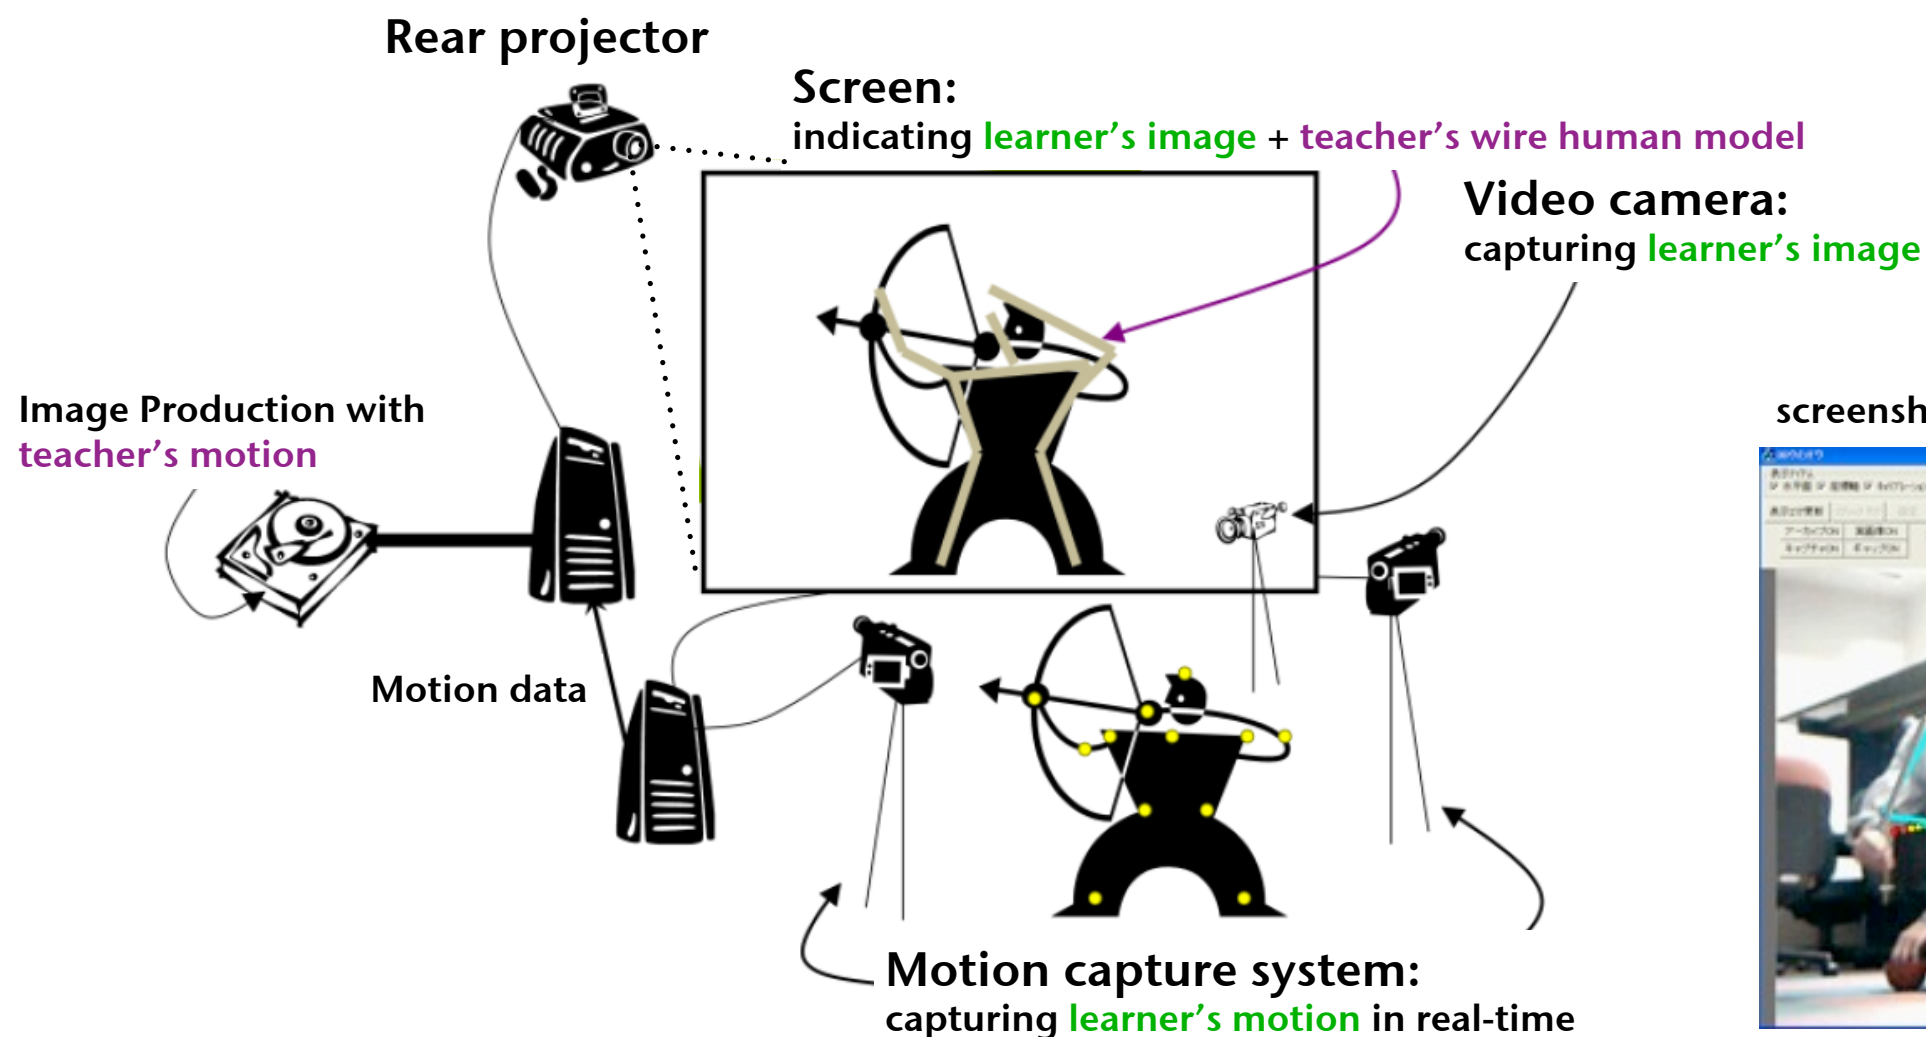 Rear projector
Screen:
indicating learner’s image + teacher’s wire human model
Video camera:
capturing learner’s image
Image Production with
teacher’s motion
screensh
Motion data
Motion capture system:
capturing learner’s motion in real-time